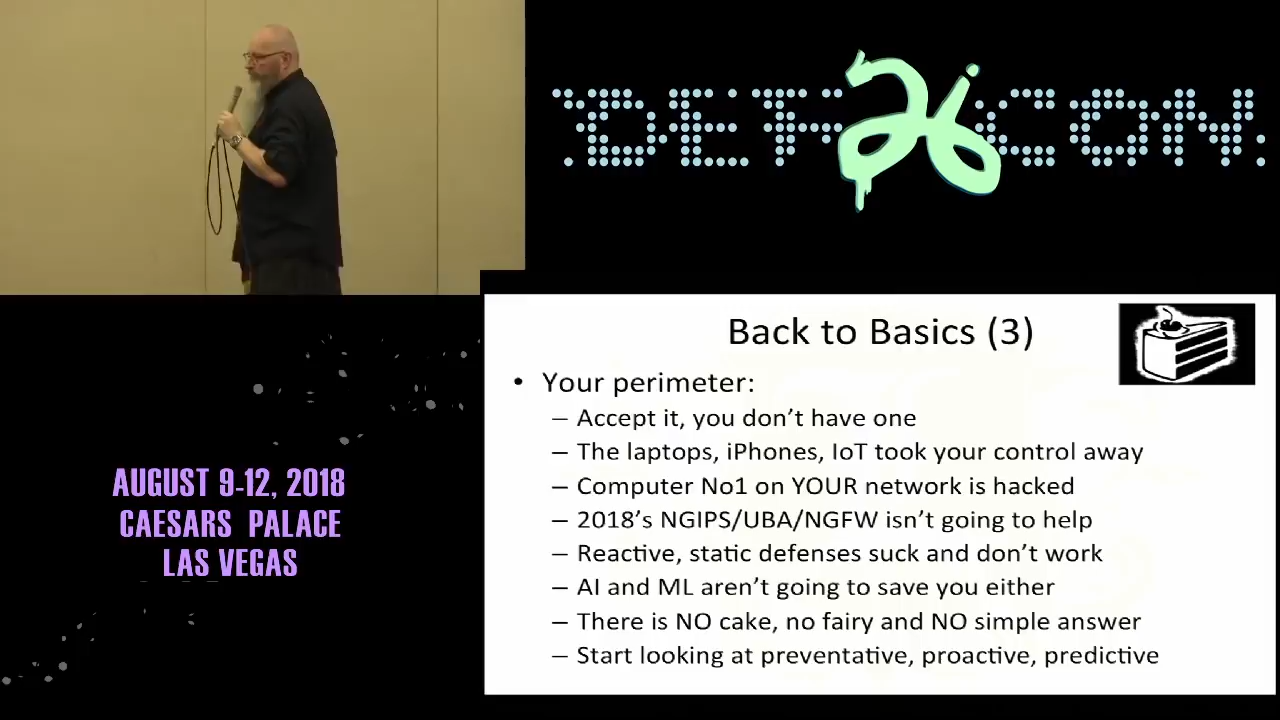 DEF 26 CON
Back to Basics (3)
• Your perimeter:
– Accept it, you don't have one
– The laptops, iPhones, IoT took your control away
– Computer No1 on YOUR network is hacked
– 2018's NGIPS/UBA/NGFW isn't going to help
– Reactive, static defenses suck and don't work
– AI and ML aren't going to save you either
– There is NO cake, no fairy and NO simple answer
– Start looking at preventative, proactive, predictive
AUGUST 9-12, 2018
CAESARS PALACE
LAS VEGAS